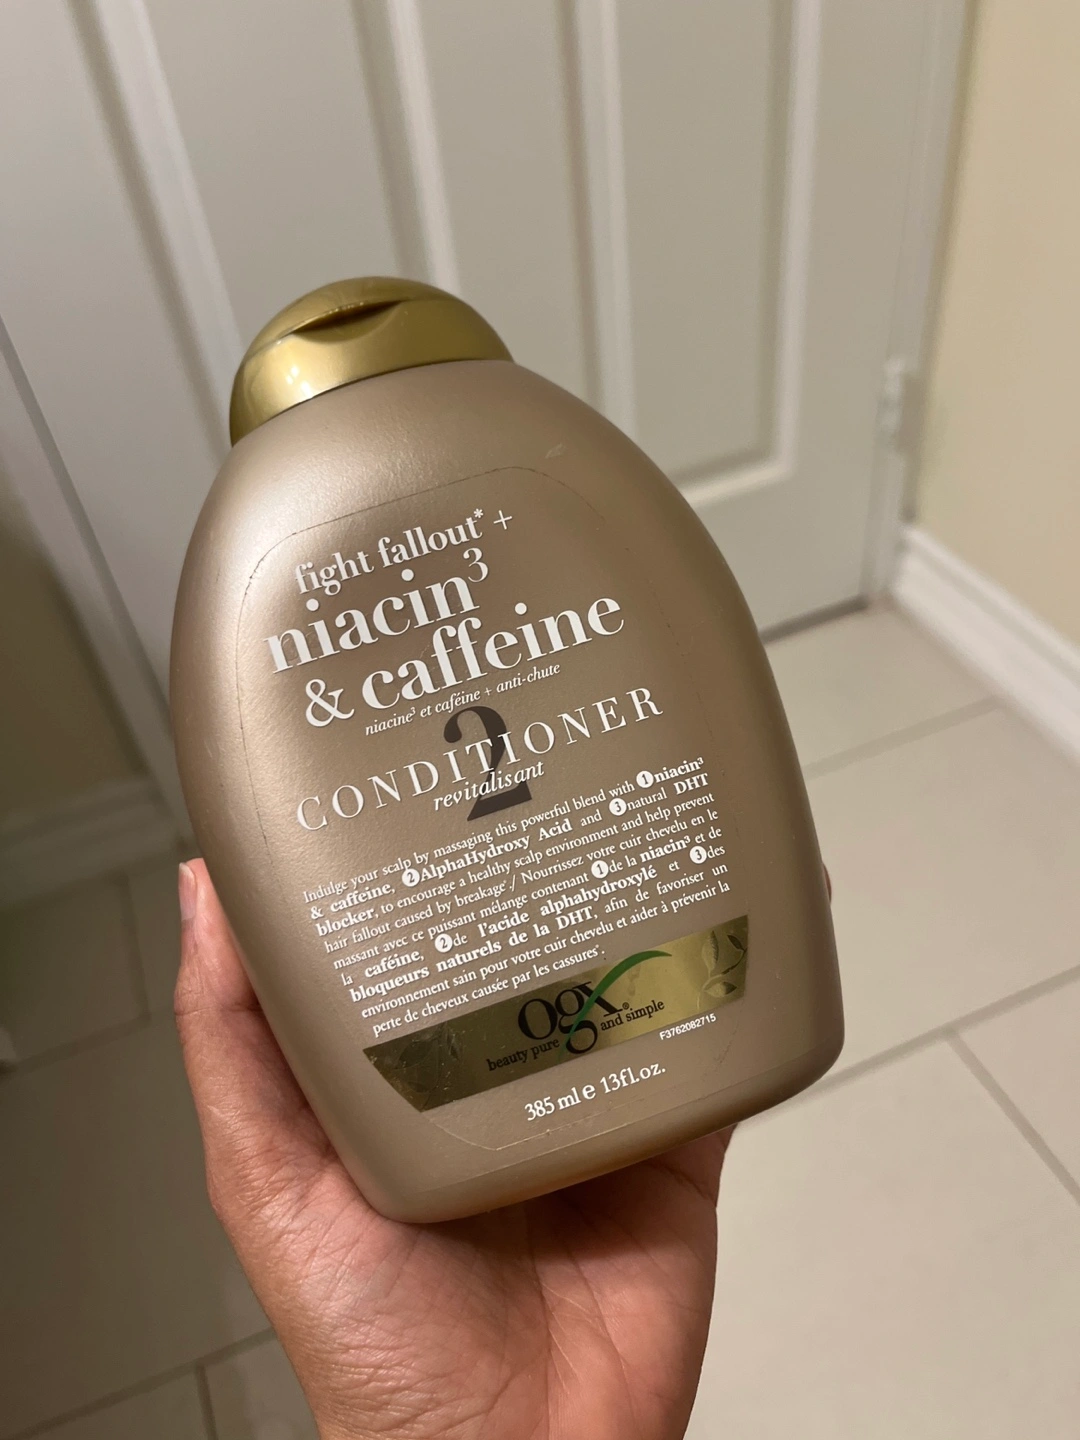 fight fallout* +
niacin³
& caffeine
niacine³ et caféine + anti-chute
2
CONDITIONER
revitalisant
Indulge your scalp by massaging this powerful blend with 1 niacin³
& caffeine, 2 AlphaHydroxy Acid and 3 natural DHT
blocker, to encourage a healthy scalp environment and help prevent
hair fallout caused by breakage*./ Nourrissez votre cuir chevelu en le
massant avec ce puissant mélange contenant 1 de la niacin³ et de
la caféine, 2 de l'acide alphahydroxylé et 3 des
bloqueurs naturels de la DHT, afin de favoriser un
environnement sain pour votre cuir chevelu et aider à prévenir la
perte de cheveux causée par les cassures*.
ogx®
beauty pure and simple
F3762082715
385 ml e 13fl.oz.